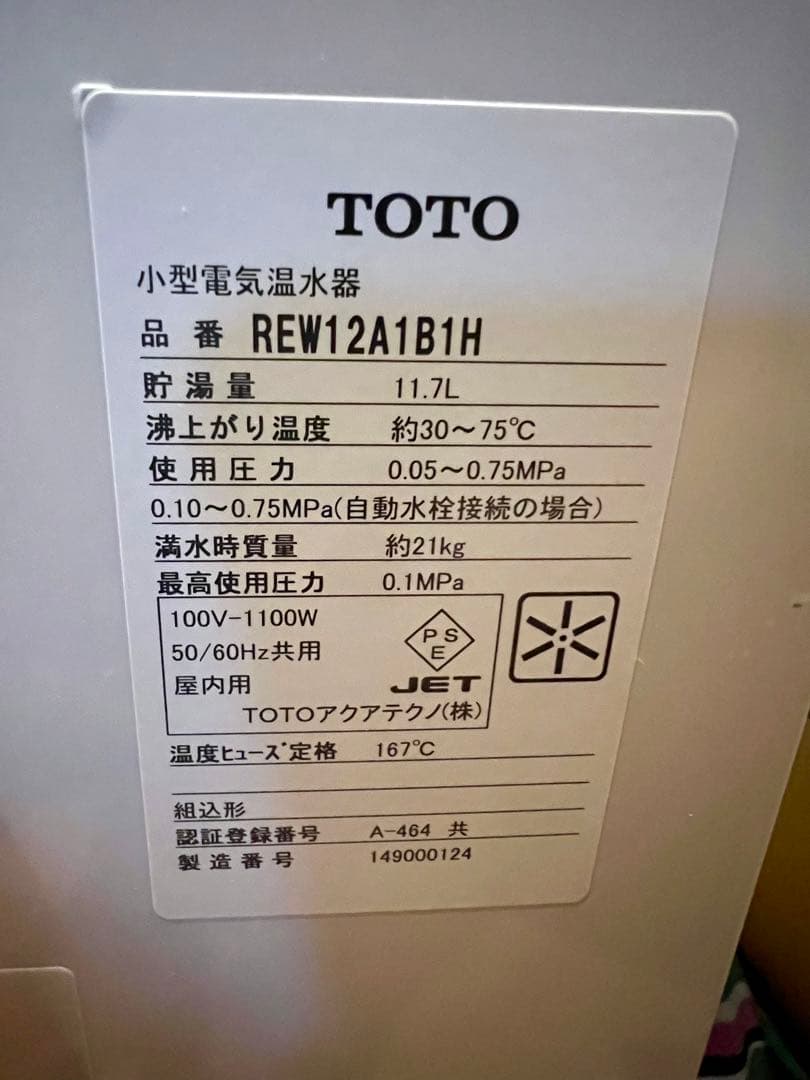 TOTO
小型電気温水器
品番 REW12A1B1H
貯湯量 11.7L
沸上がり温度 約30～75℃
使用圧力 0.05～0.75MPa
0.10～0.75MPa(自動水栓接続の場合)
満水時質量 約21kg
最高使用圧力 0.1MPa
100V-1100W
50/60Hz共用
PSE
屋内用 JET
TOTOアクアテクノ(株)
温度ヒューズ定格 167℃
組込形
認証登録番号 A-464 共
製造番号 149000124